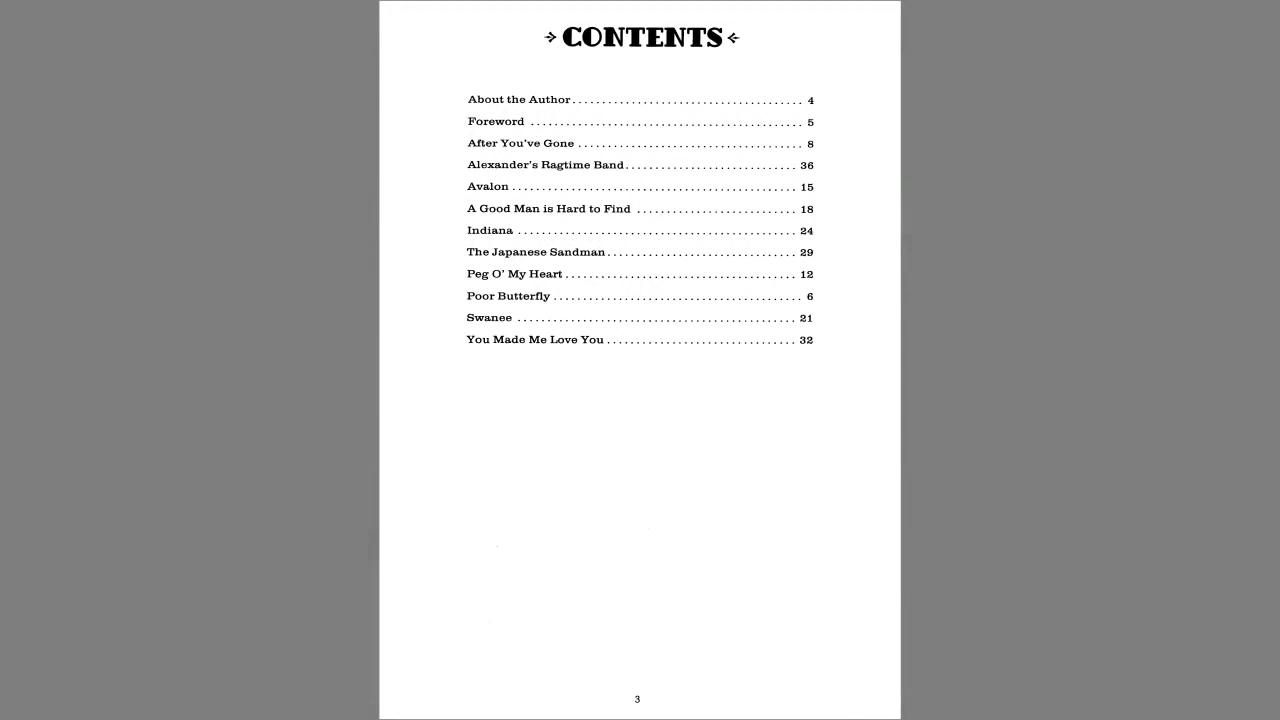 CONTENTS
About the Author . . . . . . . . . . . . . . . . . . . . . . . . . . . . . . . . . . . . . . . 4
Foreword . . . . . . . . . . . . . . . . . . . . . . . . . . . . . . . . . . . . . . . . . . . . . . 5
After You've Gone . . . . . . . . . . . . . . . . . . . . . . . . . . . . . . . . . . . . . . 8
Alexander's Ragtime Band . . . . . . . . . . . . . . . . . . . . . . . . . . . . . 36
Avalon . . . . . . . . . . . . . . . . . . . . . . . . . . . . . . . . . . . . . . . . . . . . . . . . 15
A Good Man is Hard to Find . . . . . . . . . . . . . . . . . . . . . . . . . . . 18
Indiana . . . . . . . . . . . . . . . . . . . . . . . . . . . . . . . . . . . . . . . . . . . . . . . 24
The Japanese Sandman . . . . . . . . . . . . . . . . . . . . . . . . . . . . . . . . 29
Peg O' My Heart . . . . . . . . . . . . . . . . . . . . . . . . . . . . . . . . . . . . . . . 12
Poor Butterfly . . . . . . . . . . . . . . . . . . . . . . . . . . . . . . . . . . . . . . . . . . 6
Swanee . . . . . . . . . . . . . . . . . . . . . . . . . . . . . . . . . . . . . . . . . . . . . . . 21
You Made Me Love You . . . . . . . . . . . . . . . . . . . . . . . . . . . . . . . . 32
3